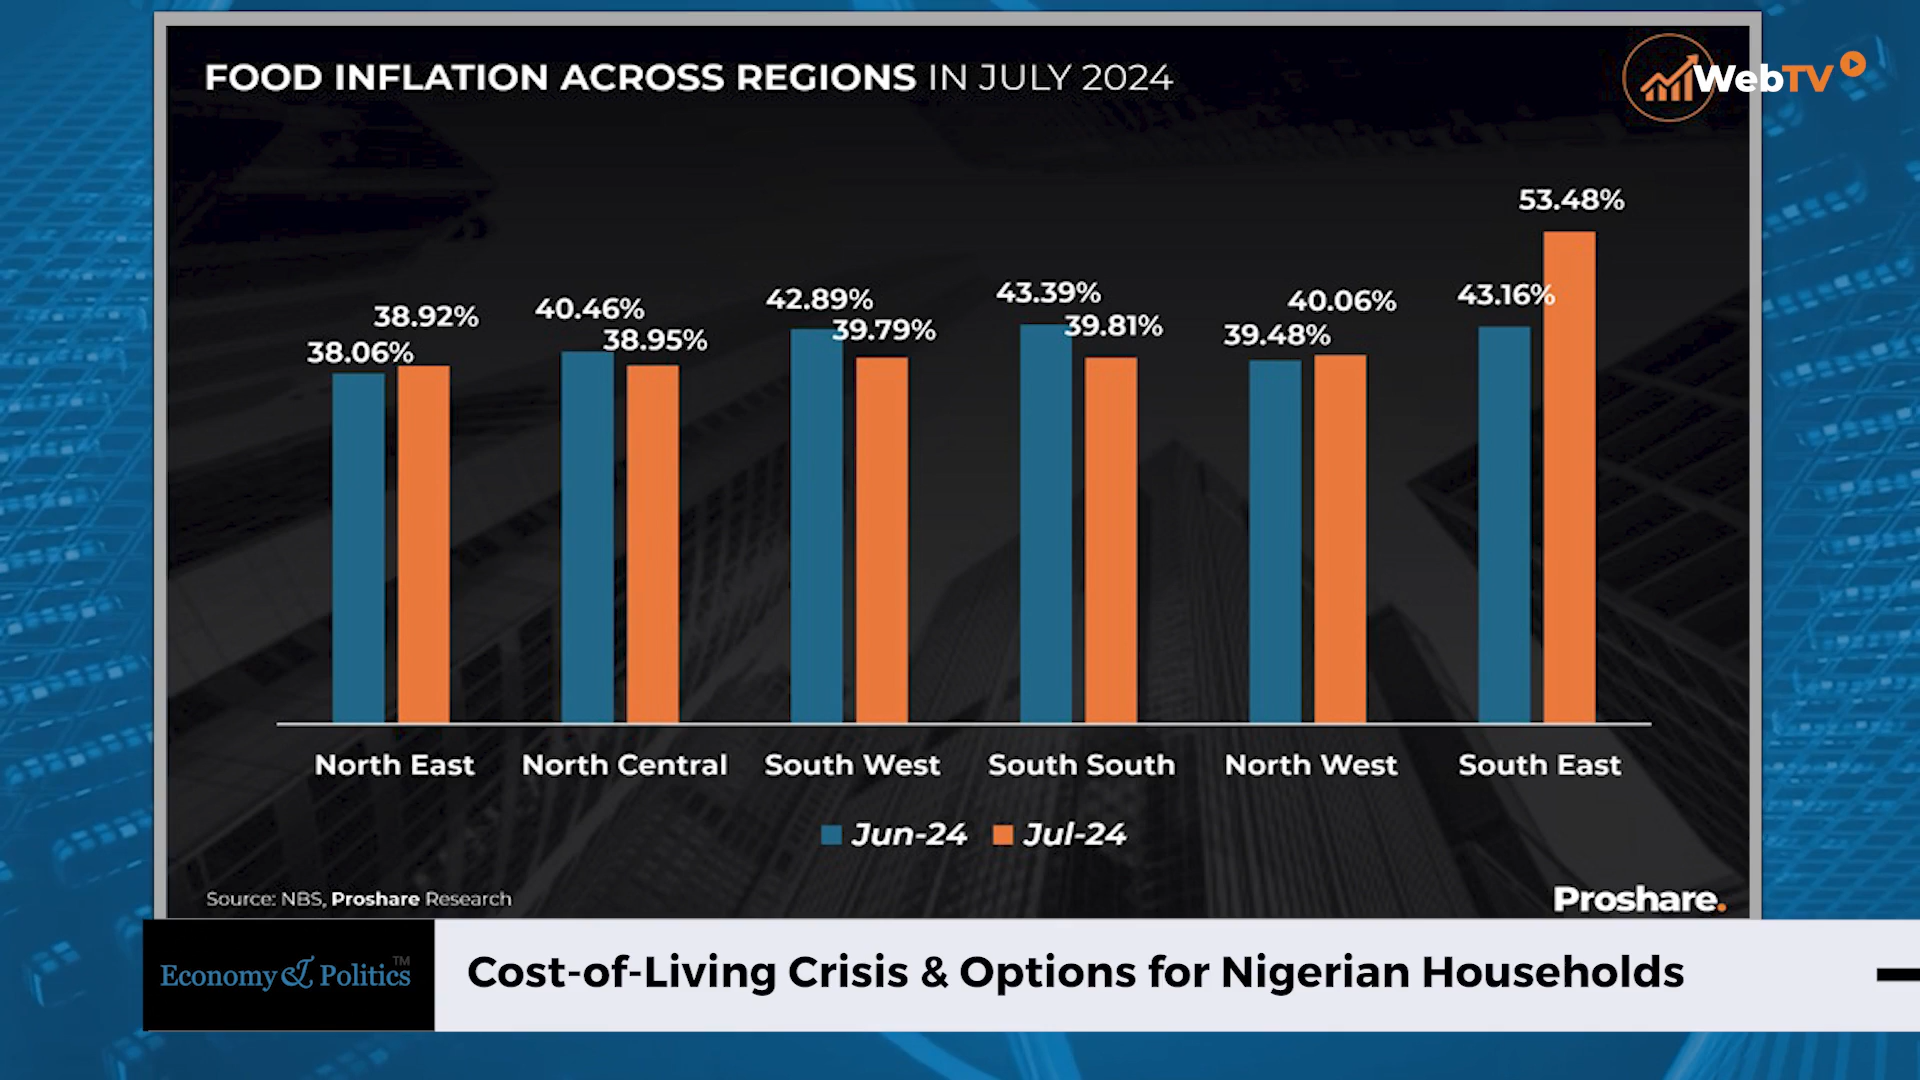 FOOD INFLATION ACROSS REGIONS IN JULY 2024
WebTV
53.48%
43.39%
43.16%
42.89%
40.06%
40.46%
38.92%
39.81%
39.79%
39.48%
38.95%
38.06%
North East North Central South West South South North West South East
Jun-24 Jul-24
Source: NBS, Proshare Research
Proshare.
Economy & Politics™
Cost-of-Living Crisis & Options for Nigerian Households